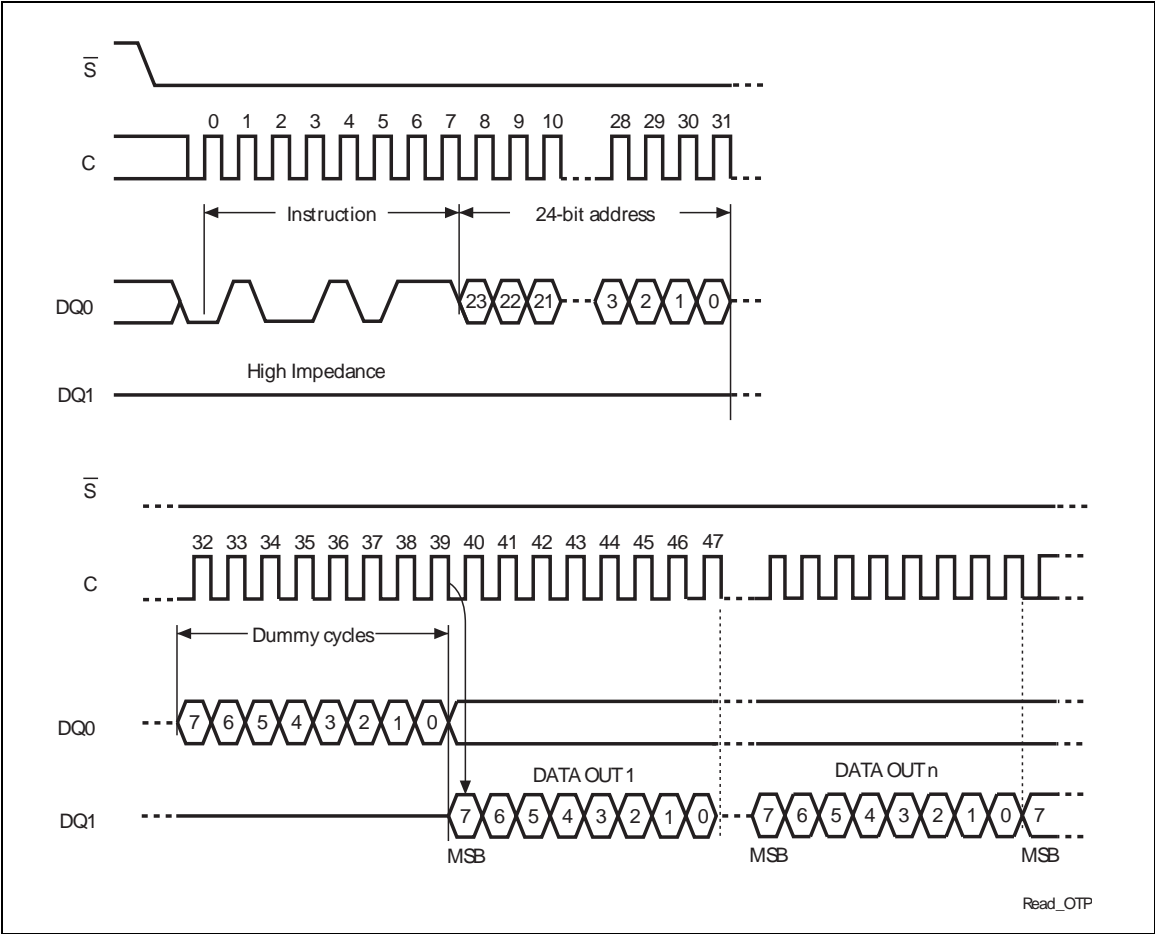 S
0 1 2 3 4 5 6 7 8 9 10 28 29 30 31
C
Instruction 24-bit address
DQ0 23 22 21 3 2 1 0
High Impedance
DQ1
S
32 33 34 35 36 37 38 39 40 41 42 43 44 45 46 47
C
Dummy cycles
DQ0 7 6 5 4 3 2 1 0
DATA OUT 1 DATA OUT n
DQ1 7 6 5 4 3 2 1 0 7 6 5 4 3 2 1 0 7
MSB MSB MSB
Read_OTP